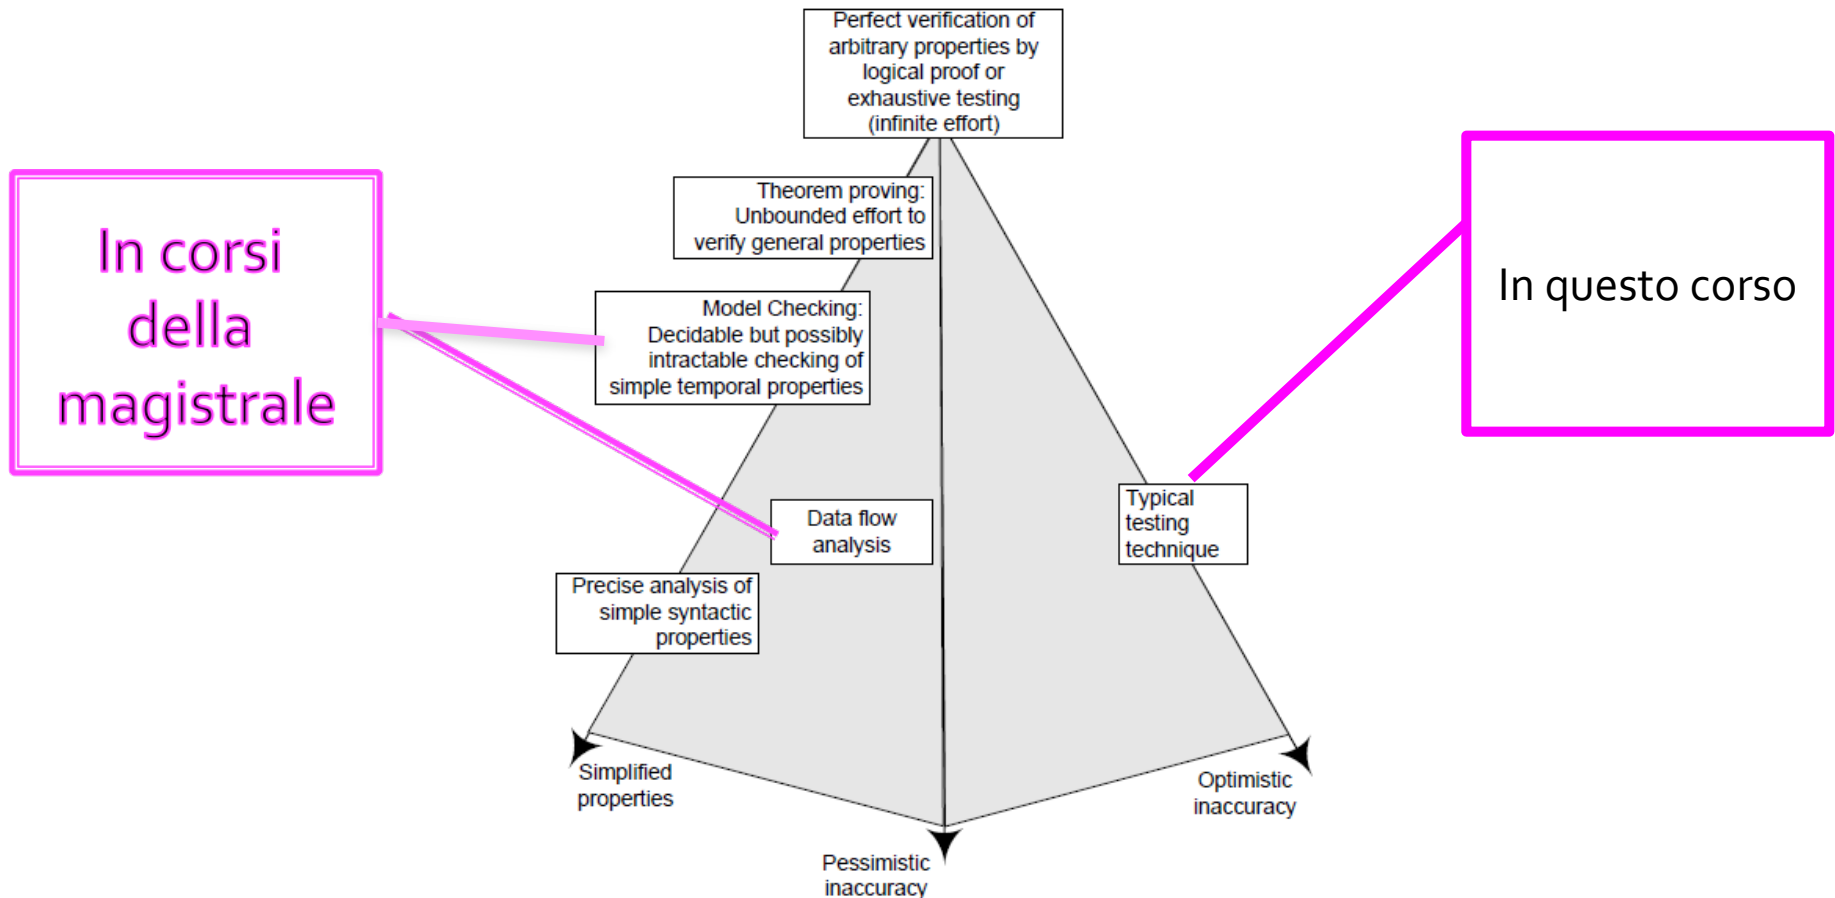 Perfect verification of
arbitrary properties by
logical proof or
exhaustive testing
(infinite effort)
Theorem proving:
Unbounded effort to
verify general properties
In corsi
della
magistrale
In questo corso
Model Checking:
Decidable but possibly
intractable checking of
simple temporal properties
Data flow
analysis
Typical
testing
technique
Precise analysis of
simple syntactic
properties
Simplified
properties
Optimistic
inaccuracy
Pessimistic
inaccuracy